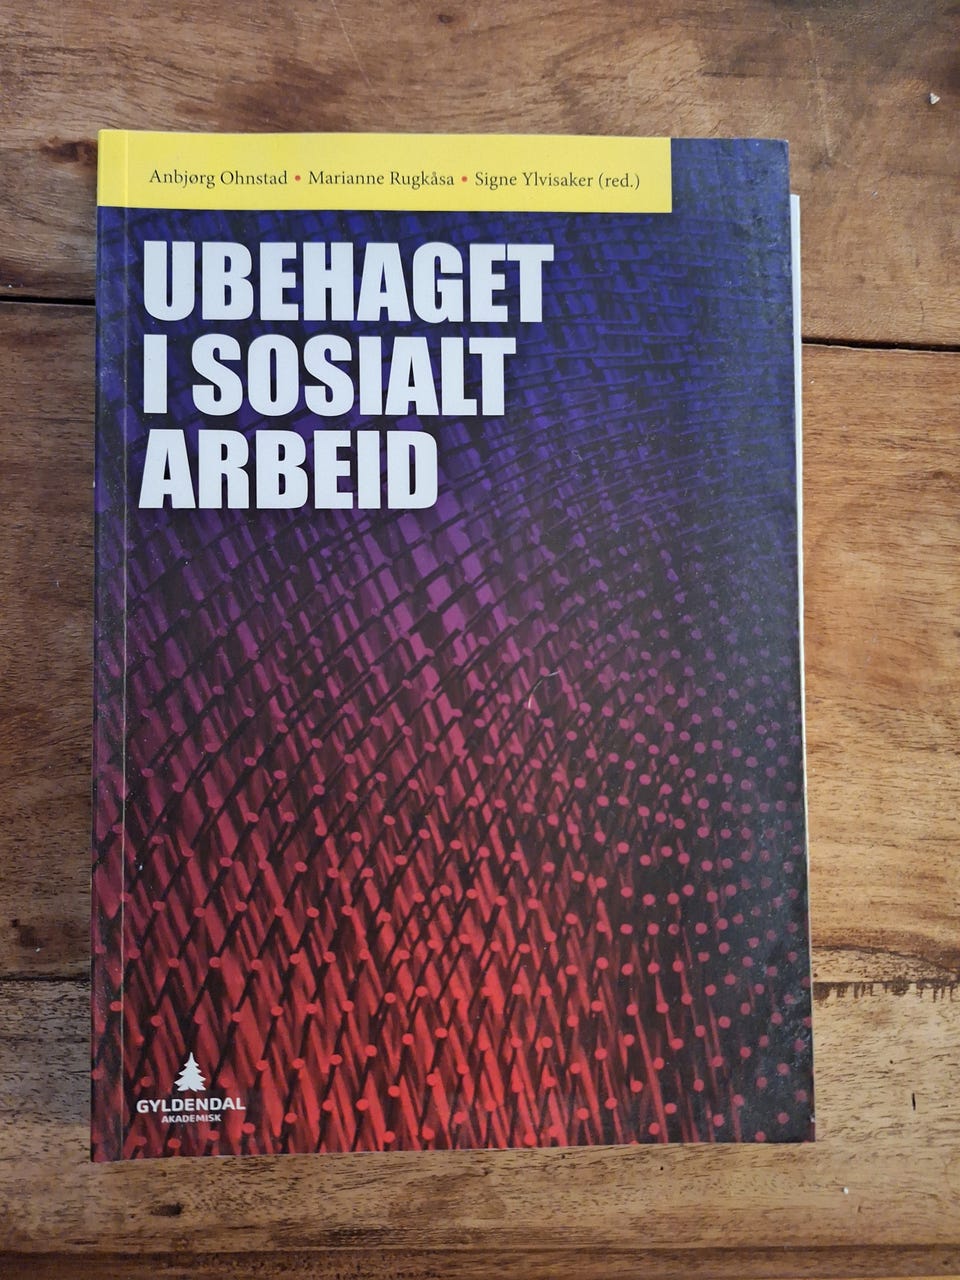 Anbjørg Ohnstad • Marianne Rugkåsa • Signe Ylvisaker (red.)
UBEHAGET
I SOSIALT
ARBEID
GYLDENDAL
AKADEMISK